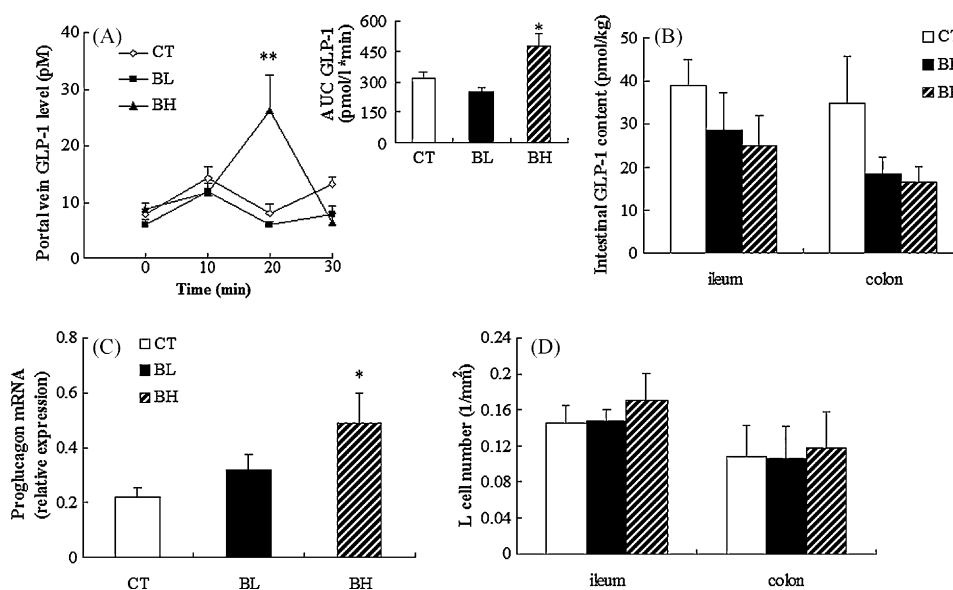 (A)
CT
BL
BH
**
Portal vein GLP-1 level (pM)
40
30
20
10
0
0 10 20 30
Time (min)
AUC GLP-1
(pmol/l *min)
600
450
300
150
0
*
CT BL BH
(B)
CT
Intestinal GLP-1 content (pmol/kg)
50
40
30
20
10
0
ileum colon
(C)
CT
BL
BH
*
Proglucagon mRNA
(relative expression)
0.8
0.6
0.4
0.2
0
CT BL BH
(D)
L cell number (1/mm²)
0.24
0.2
0.16
0.12
0.08
0.04
0
ileum colon